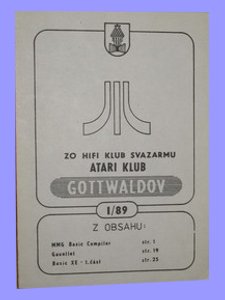 ZO HIFI KLUB SVAZARMU
ATARI KLUB
GOTTWALDOV
1/89
Z OBSAHU:
MMG Basic Compiler str. 1
Gauntlet str. 19
Basic XE - 1.část str. 25